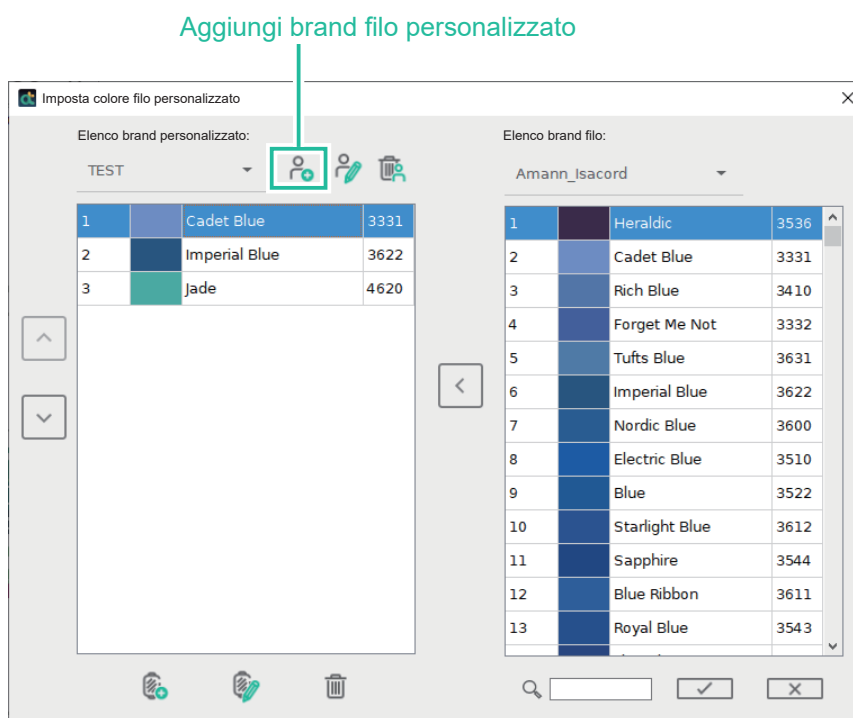 Aggiungi brand filo personalizzato
Imposta colore filo personalizzato
Elenco brand personalizzato:
TEST
1 Cadet Blue 3331
2 Imperial Blue 3622
3 Jade 4620
Elenco brand filo:
Amann_Isacord
1 Heraldic 3536
2 Cadet Blue 3331
3 Rich Blue 3410
4 Forget Me Not 3332
5 Tufts Blue 3631
6 Imperial Blue 3622
7 Nordic Blue 3600
8 Electric Blue 3510
9 Blue 3522
10 Starlight Blue 3612
11 Sapphire 3544
12 Blue Ribbon 3611
13 Royal Blue 3543